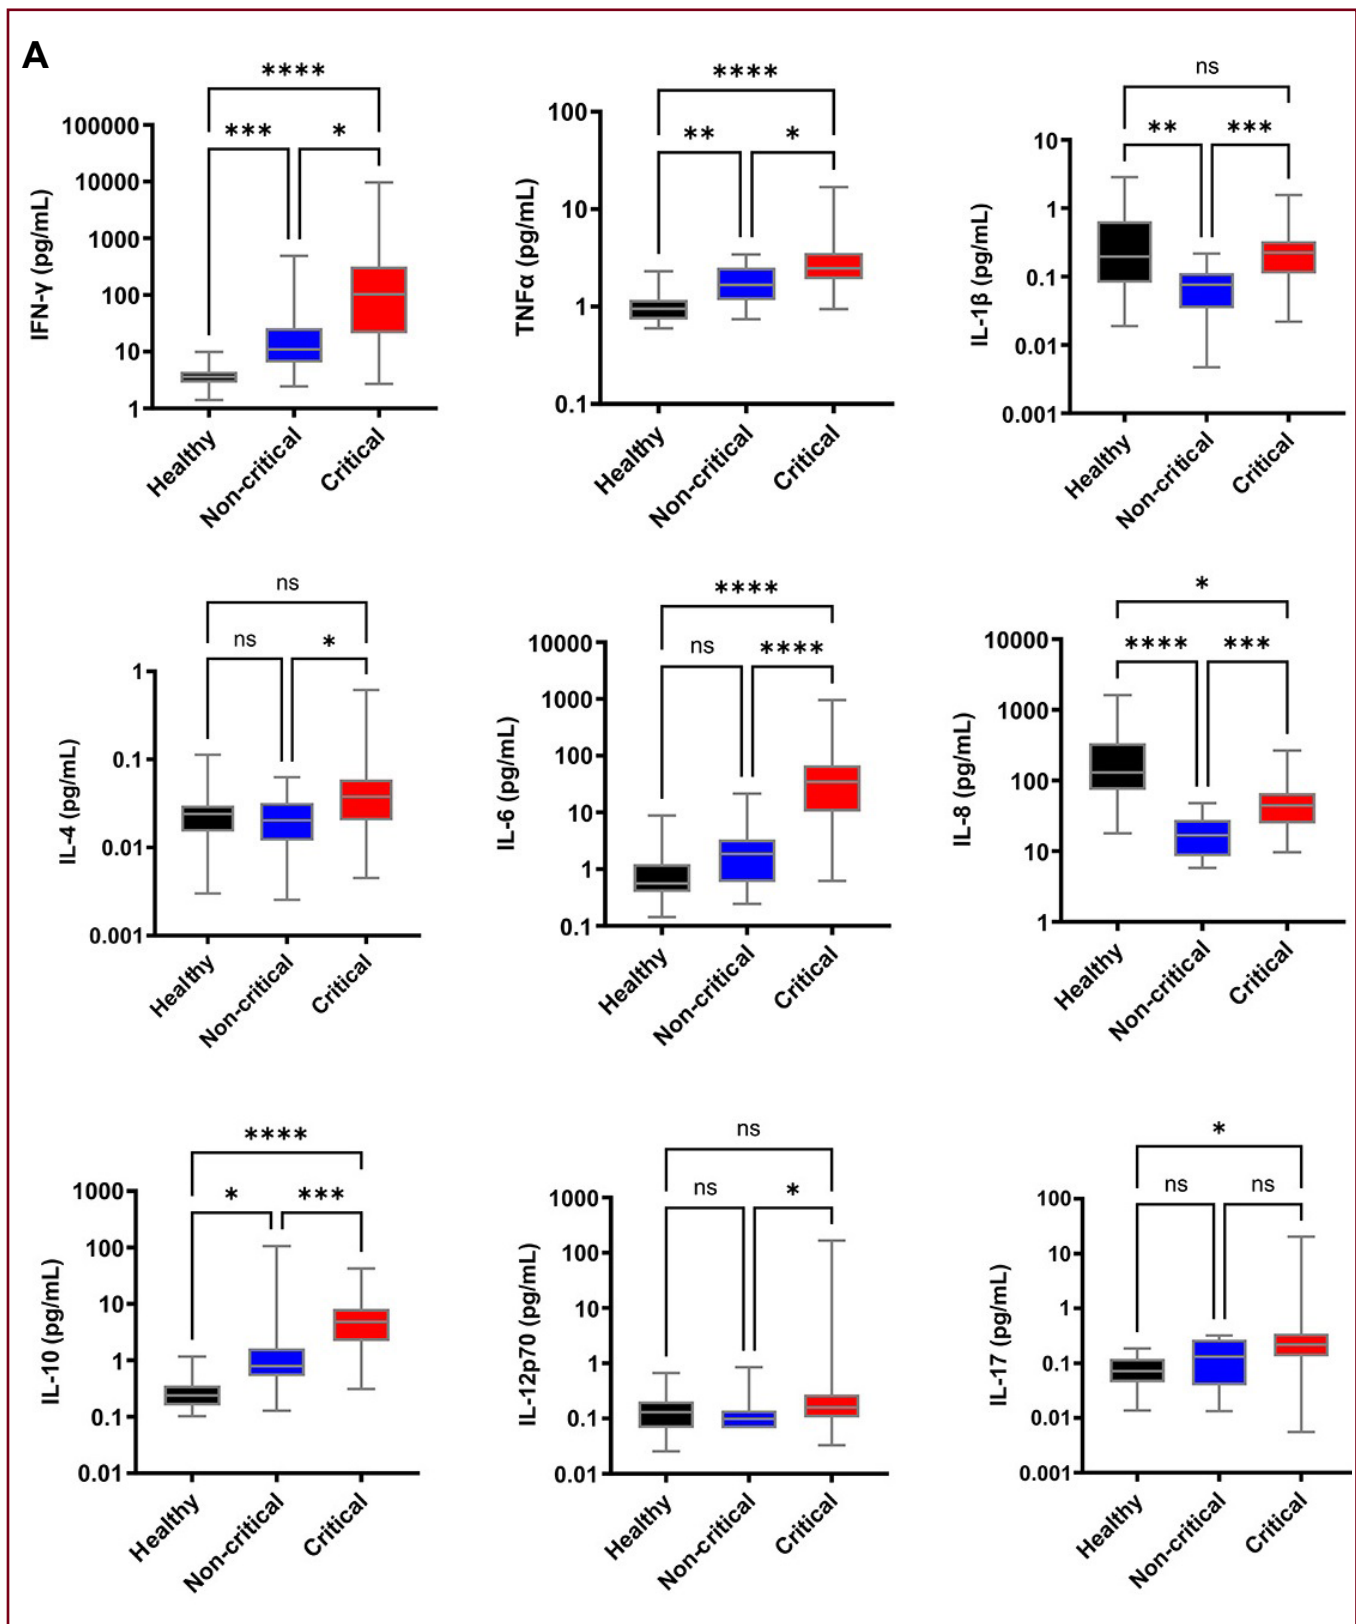 A
****
*** *
IFN-γ (pg/mL)
100000
10000
1000
100
10
1
Healthy
Non-critical
Critical
****
** *
TNFα (pg/mL)
100
10
1
0.1
Healthy
Non-critical
Critical
ns
** ***
IL-1β (pg/mL)
10
1
0.1
0.01
0.001
Healthy
Non-critical
Critical
ns
ns *
IL-4 (pg/mL)
1
0.1
0.01
0.001
Healthy
Non-critical
Critical
****
ns ****
IL-6 (pg/mL)
10000
1000
100
10
1
0.1
Healthy
Non-critical
Critical
*
**** ***
IL-8 (pg/mL)
10000
1000
100
10
1
Healthy
Non-critical
Critical
****
* ***
IL-10 (pg/mL)
1000
100
10
1
0.1
0.01
Healthy
Non-critical
Critical
ns
ns *
IL-12p70 (pg/mL)
1000
100
10
1
0.1
0.01
Healthy
Non-critical
Critical
*
ns ns
IL-17 (pg/mL)
100
10
1
0.1
0.01
0.001
Healthy
Non-critical
Critical